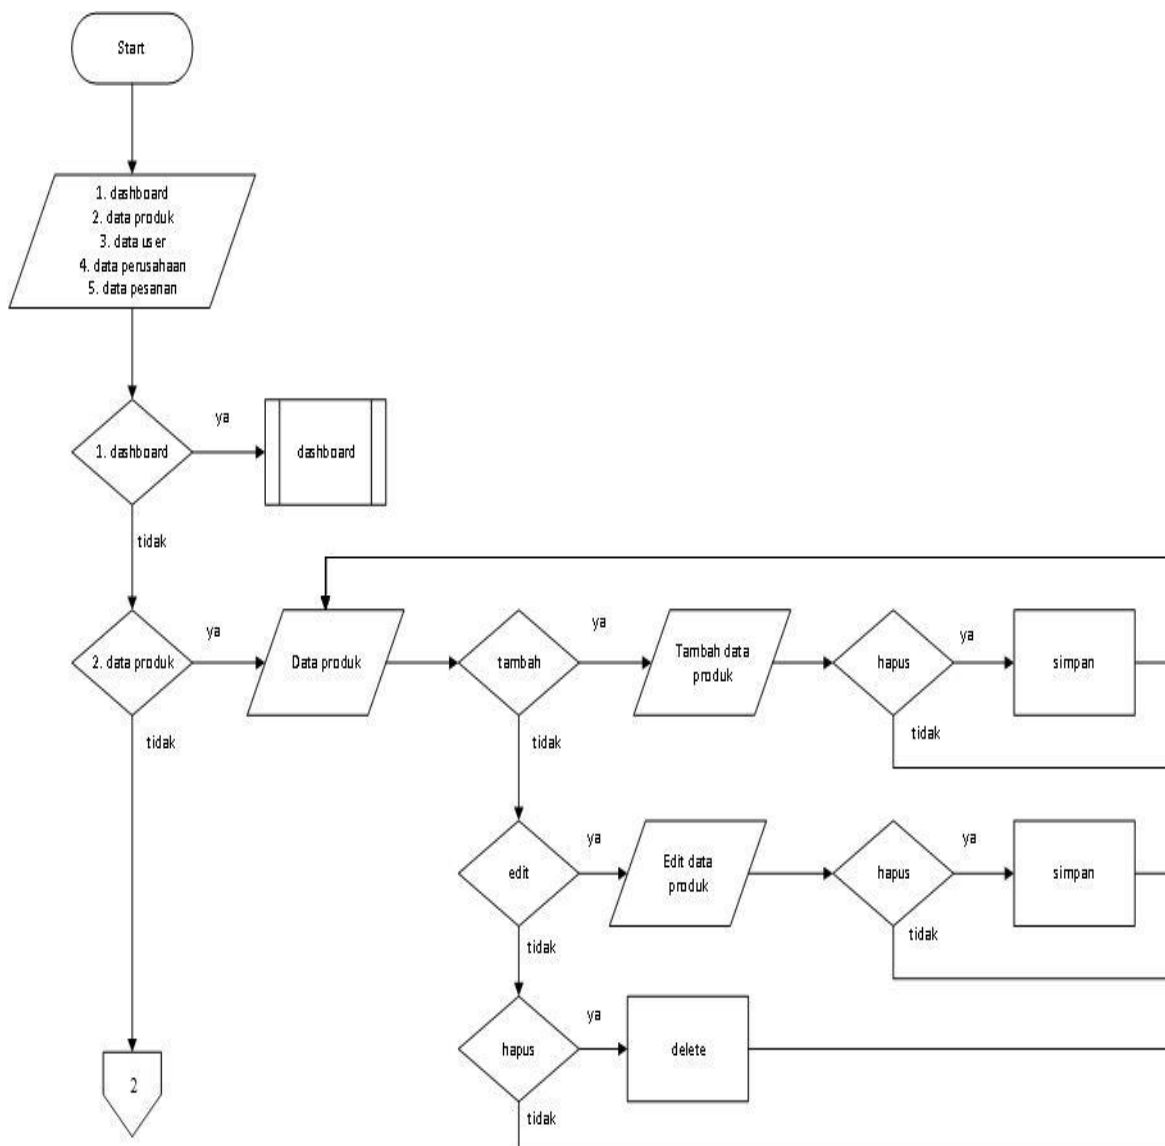 Start
1. dashboard
2. data produk
3. data user
4. data perusahaan
5. data pesanan
1. dashboard
ya
dashboard
tidak
2. data produk
ya
Data produk
tambah
ya
Tambah data
produk
hapus
ya
simpan
tidak
tidak
tidak
edit
ya
Edit data
produk
hapus
ya
simpan
tidak
tidak
hapus
ya
delete
tidak
2